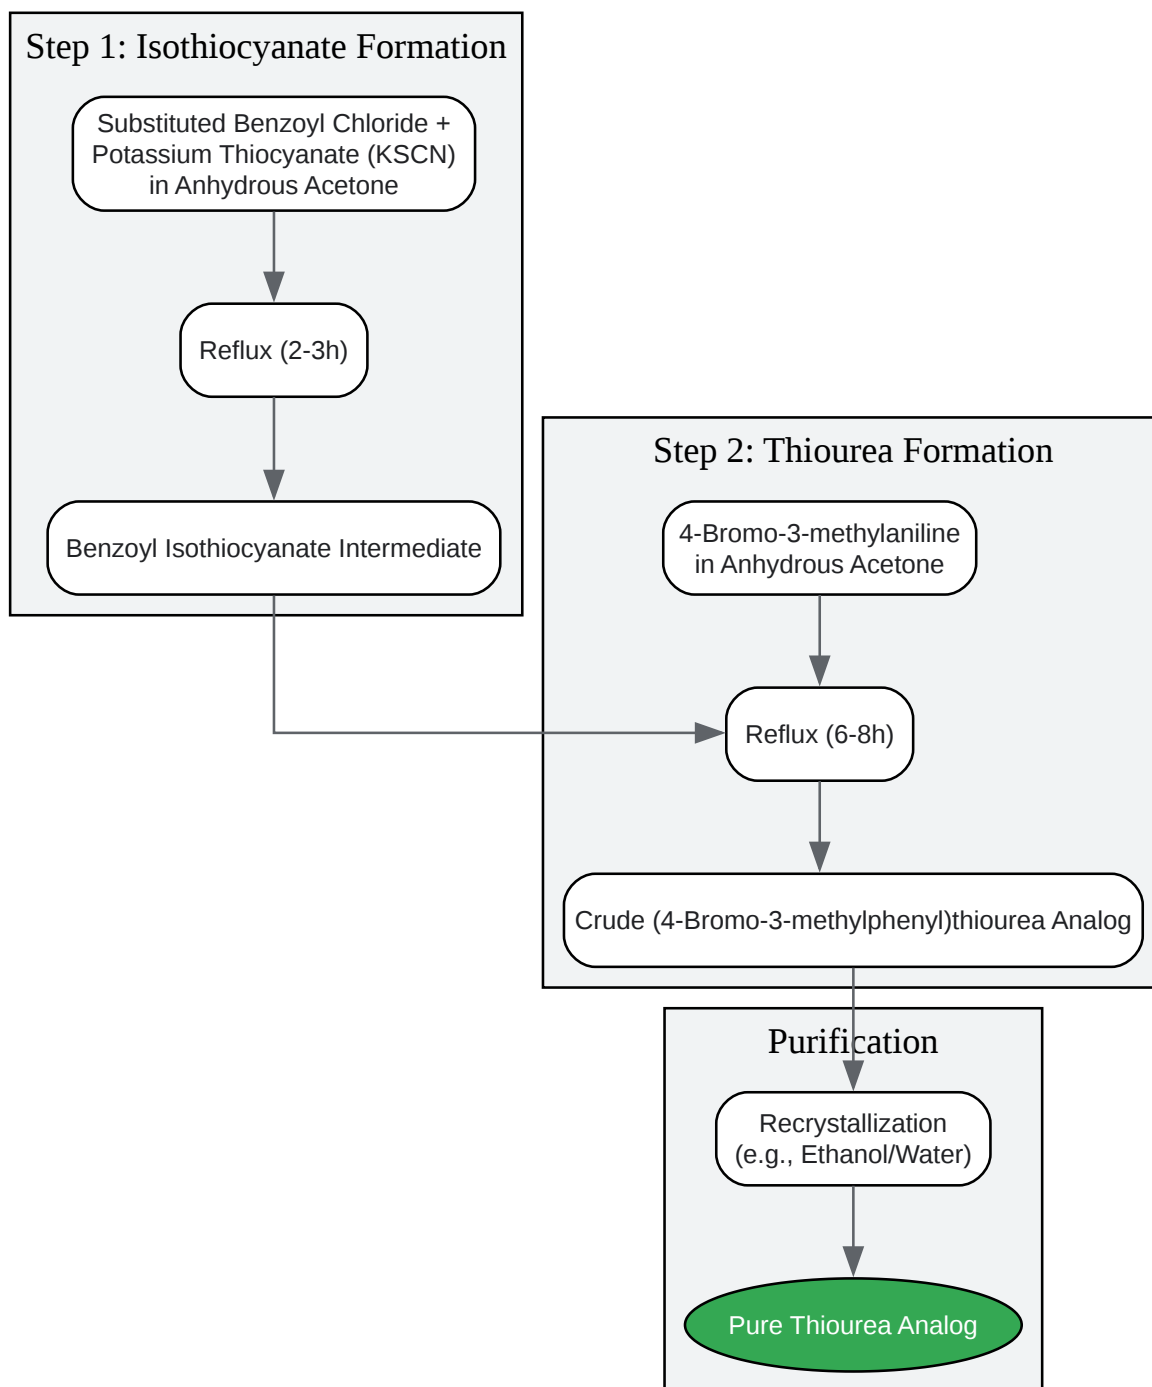 Step 1: Isothiocyanate Formation
Substituted Benzoyl Chloride +
Potassium Thiocyanate (KSCN)
in Anhydrous Acetone
Reflux (2-3h)
Benzoyl Isothiocyanate Intermediate
Step 2: Thiourea Formation
4-Bromo-3-methylaniline
in Anhydrous Acetone
Reflux (6-8h)
Crude (4-Bromo-3-methylphenyl)thiourea Analog
Purification
Recrystallization
(e.g., Ethanol/Water)
Pure Thiourea Analog